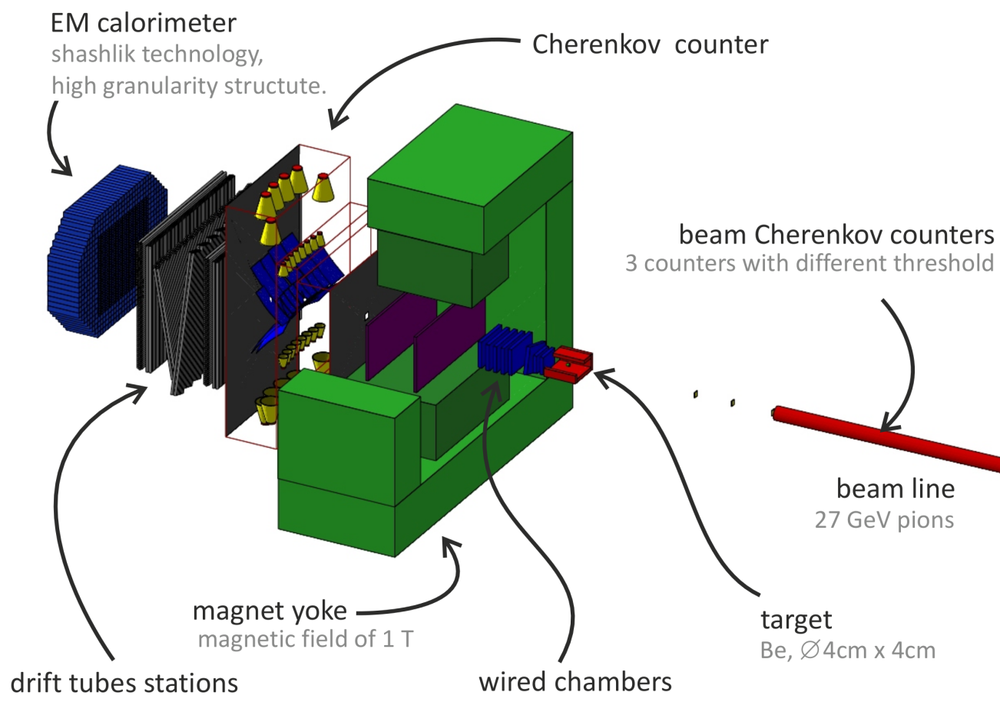 EM calorimeter
shashlik technology,
high granularity structute.
Cherenkov counter
beam Cherenkov counters
3 counters with different threshold
beam line
27 GeV pions
magnet yoke
magnetic field of 1 T
target
Be, ∅4cm x 4cm
drift tubes stations
wired chambers